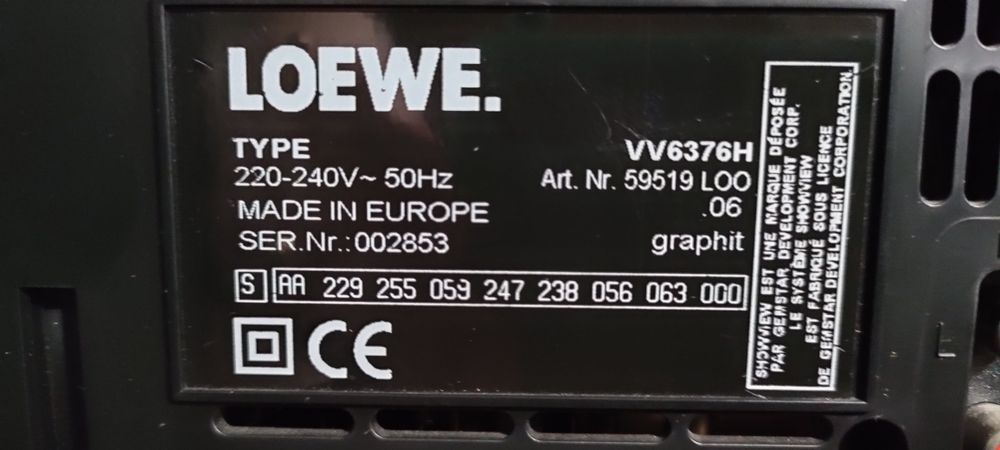 LOEWE.
TYPE VV6376H
220-240V~ 50Hz Art. Nr. 59519 LOO
MADE IN EUROPE .06
SER.Nr.: 002853 graphit
S AA 229 255 059 247 238 056 063 000
CE
SHOWVIEW EST UNE MARQUE DÉPOSÉE
PAR GEMSTAR DEVELOPMENT CORP.
LE SYSTÈME SHOWVIEW
EST FABRIQUÉ SOUS LICENCE
DE GEMSTAR DEVELOPMENT CORPORATION
L